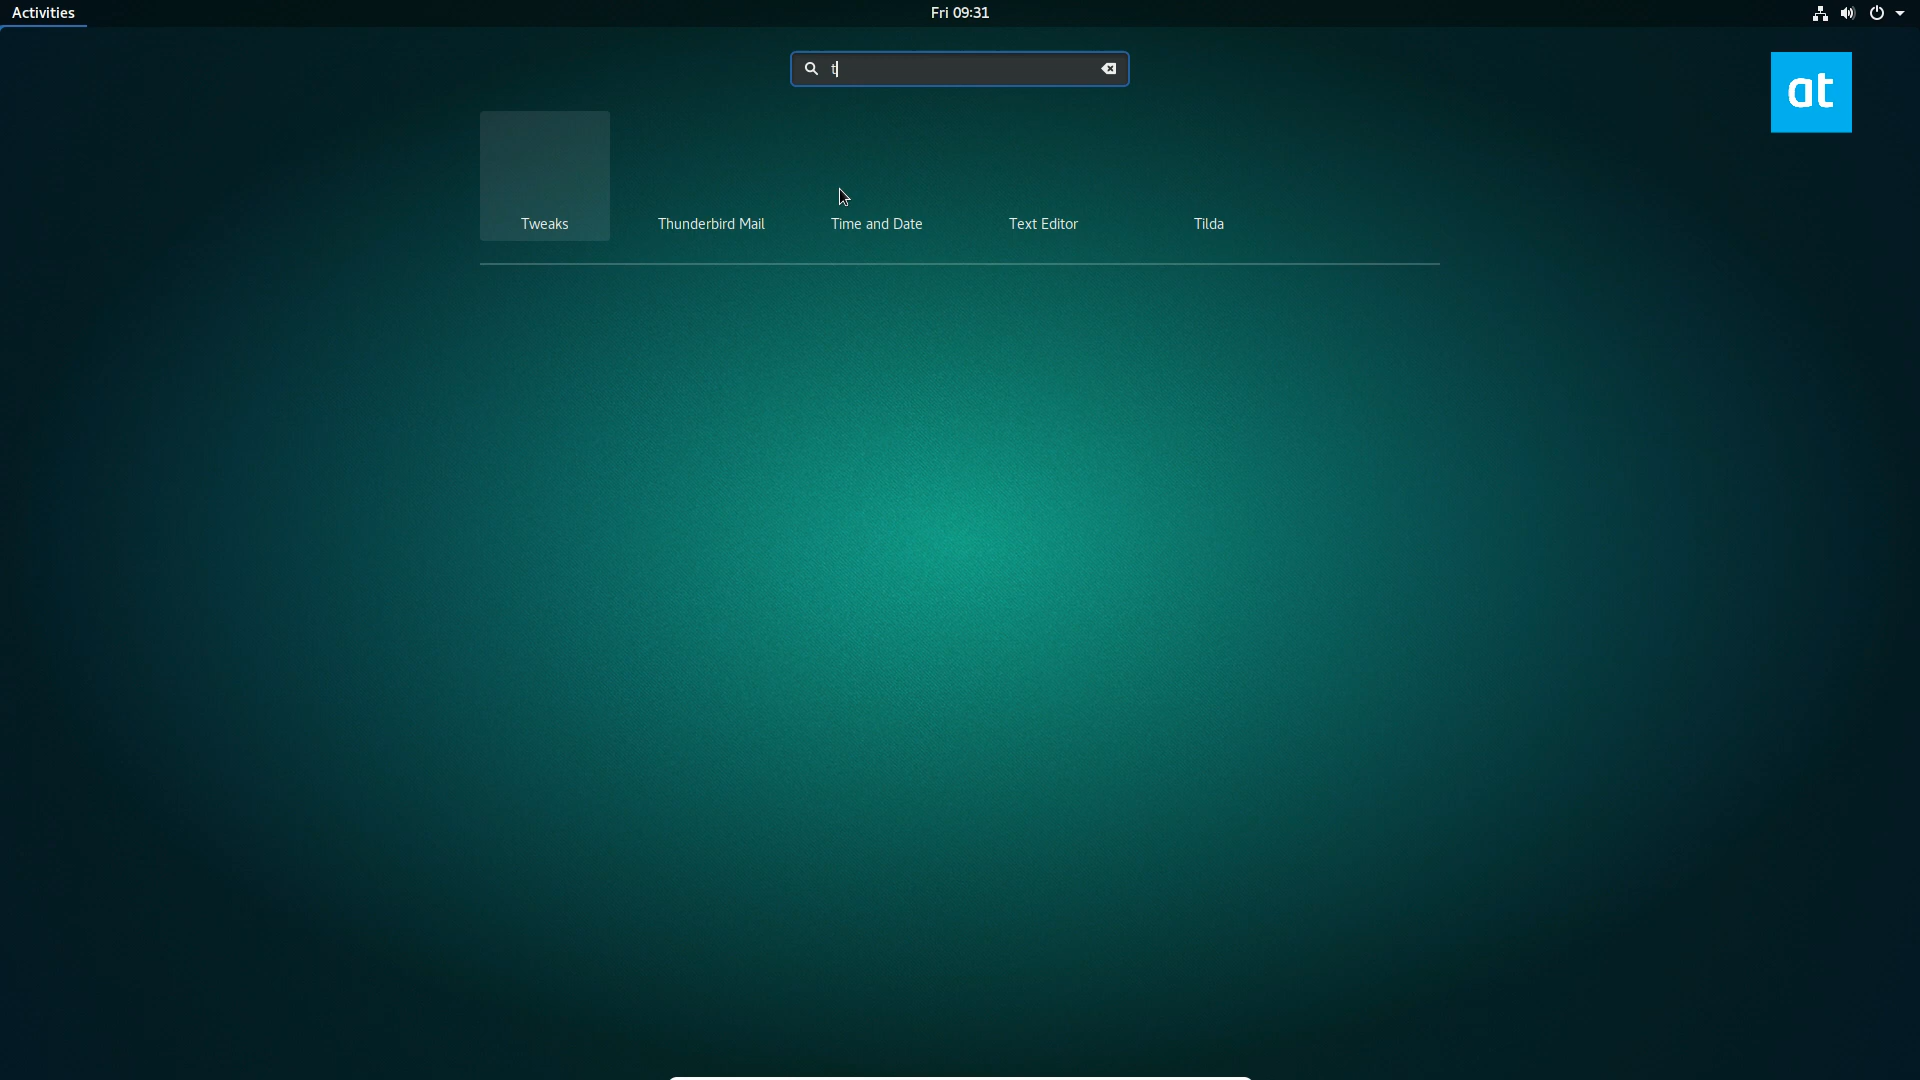 Activities
Fri 09:31
t
at
Tweaks
Thunderbird Mail
Time and Date
Text Editor
Tilda